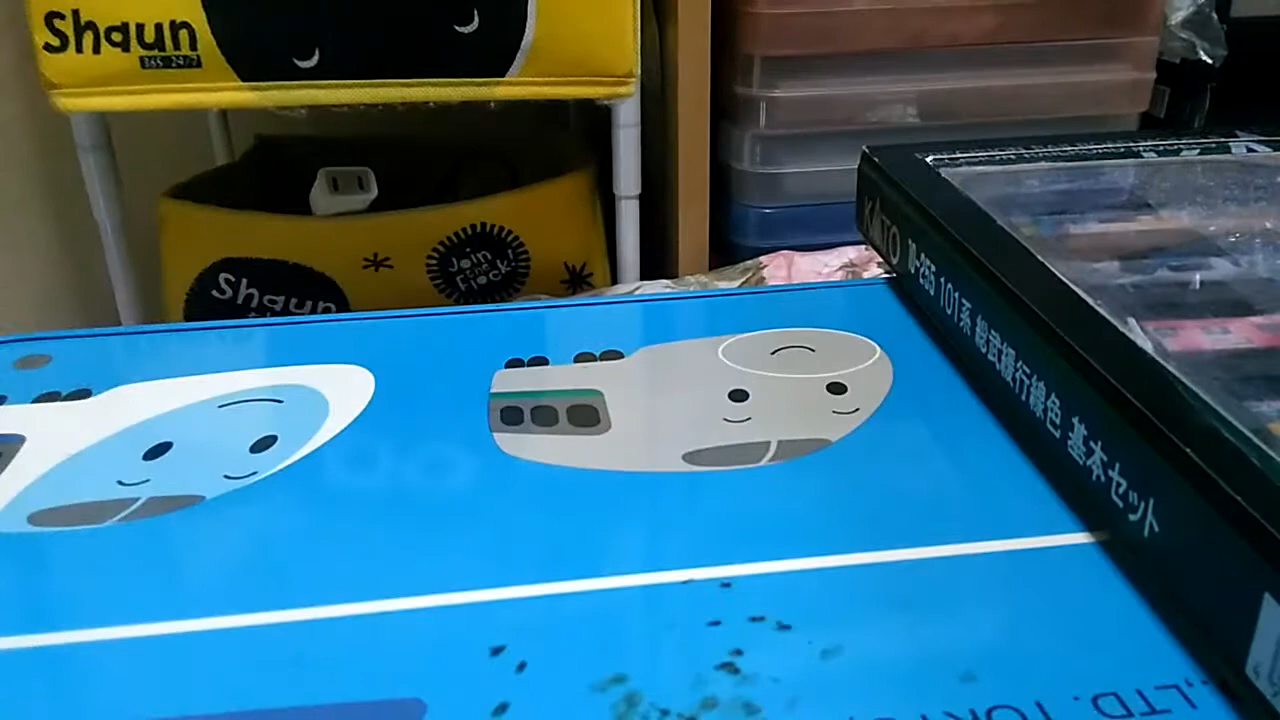 Shaun
365·24/7
Join
the
Flock!
Shaun
KATO 10-255 101系 総武緩行線色 基本セット
., LTD. TOKYO